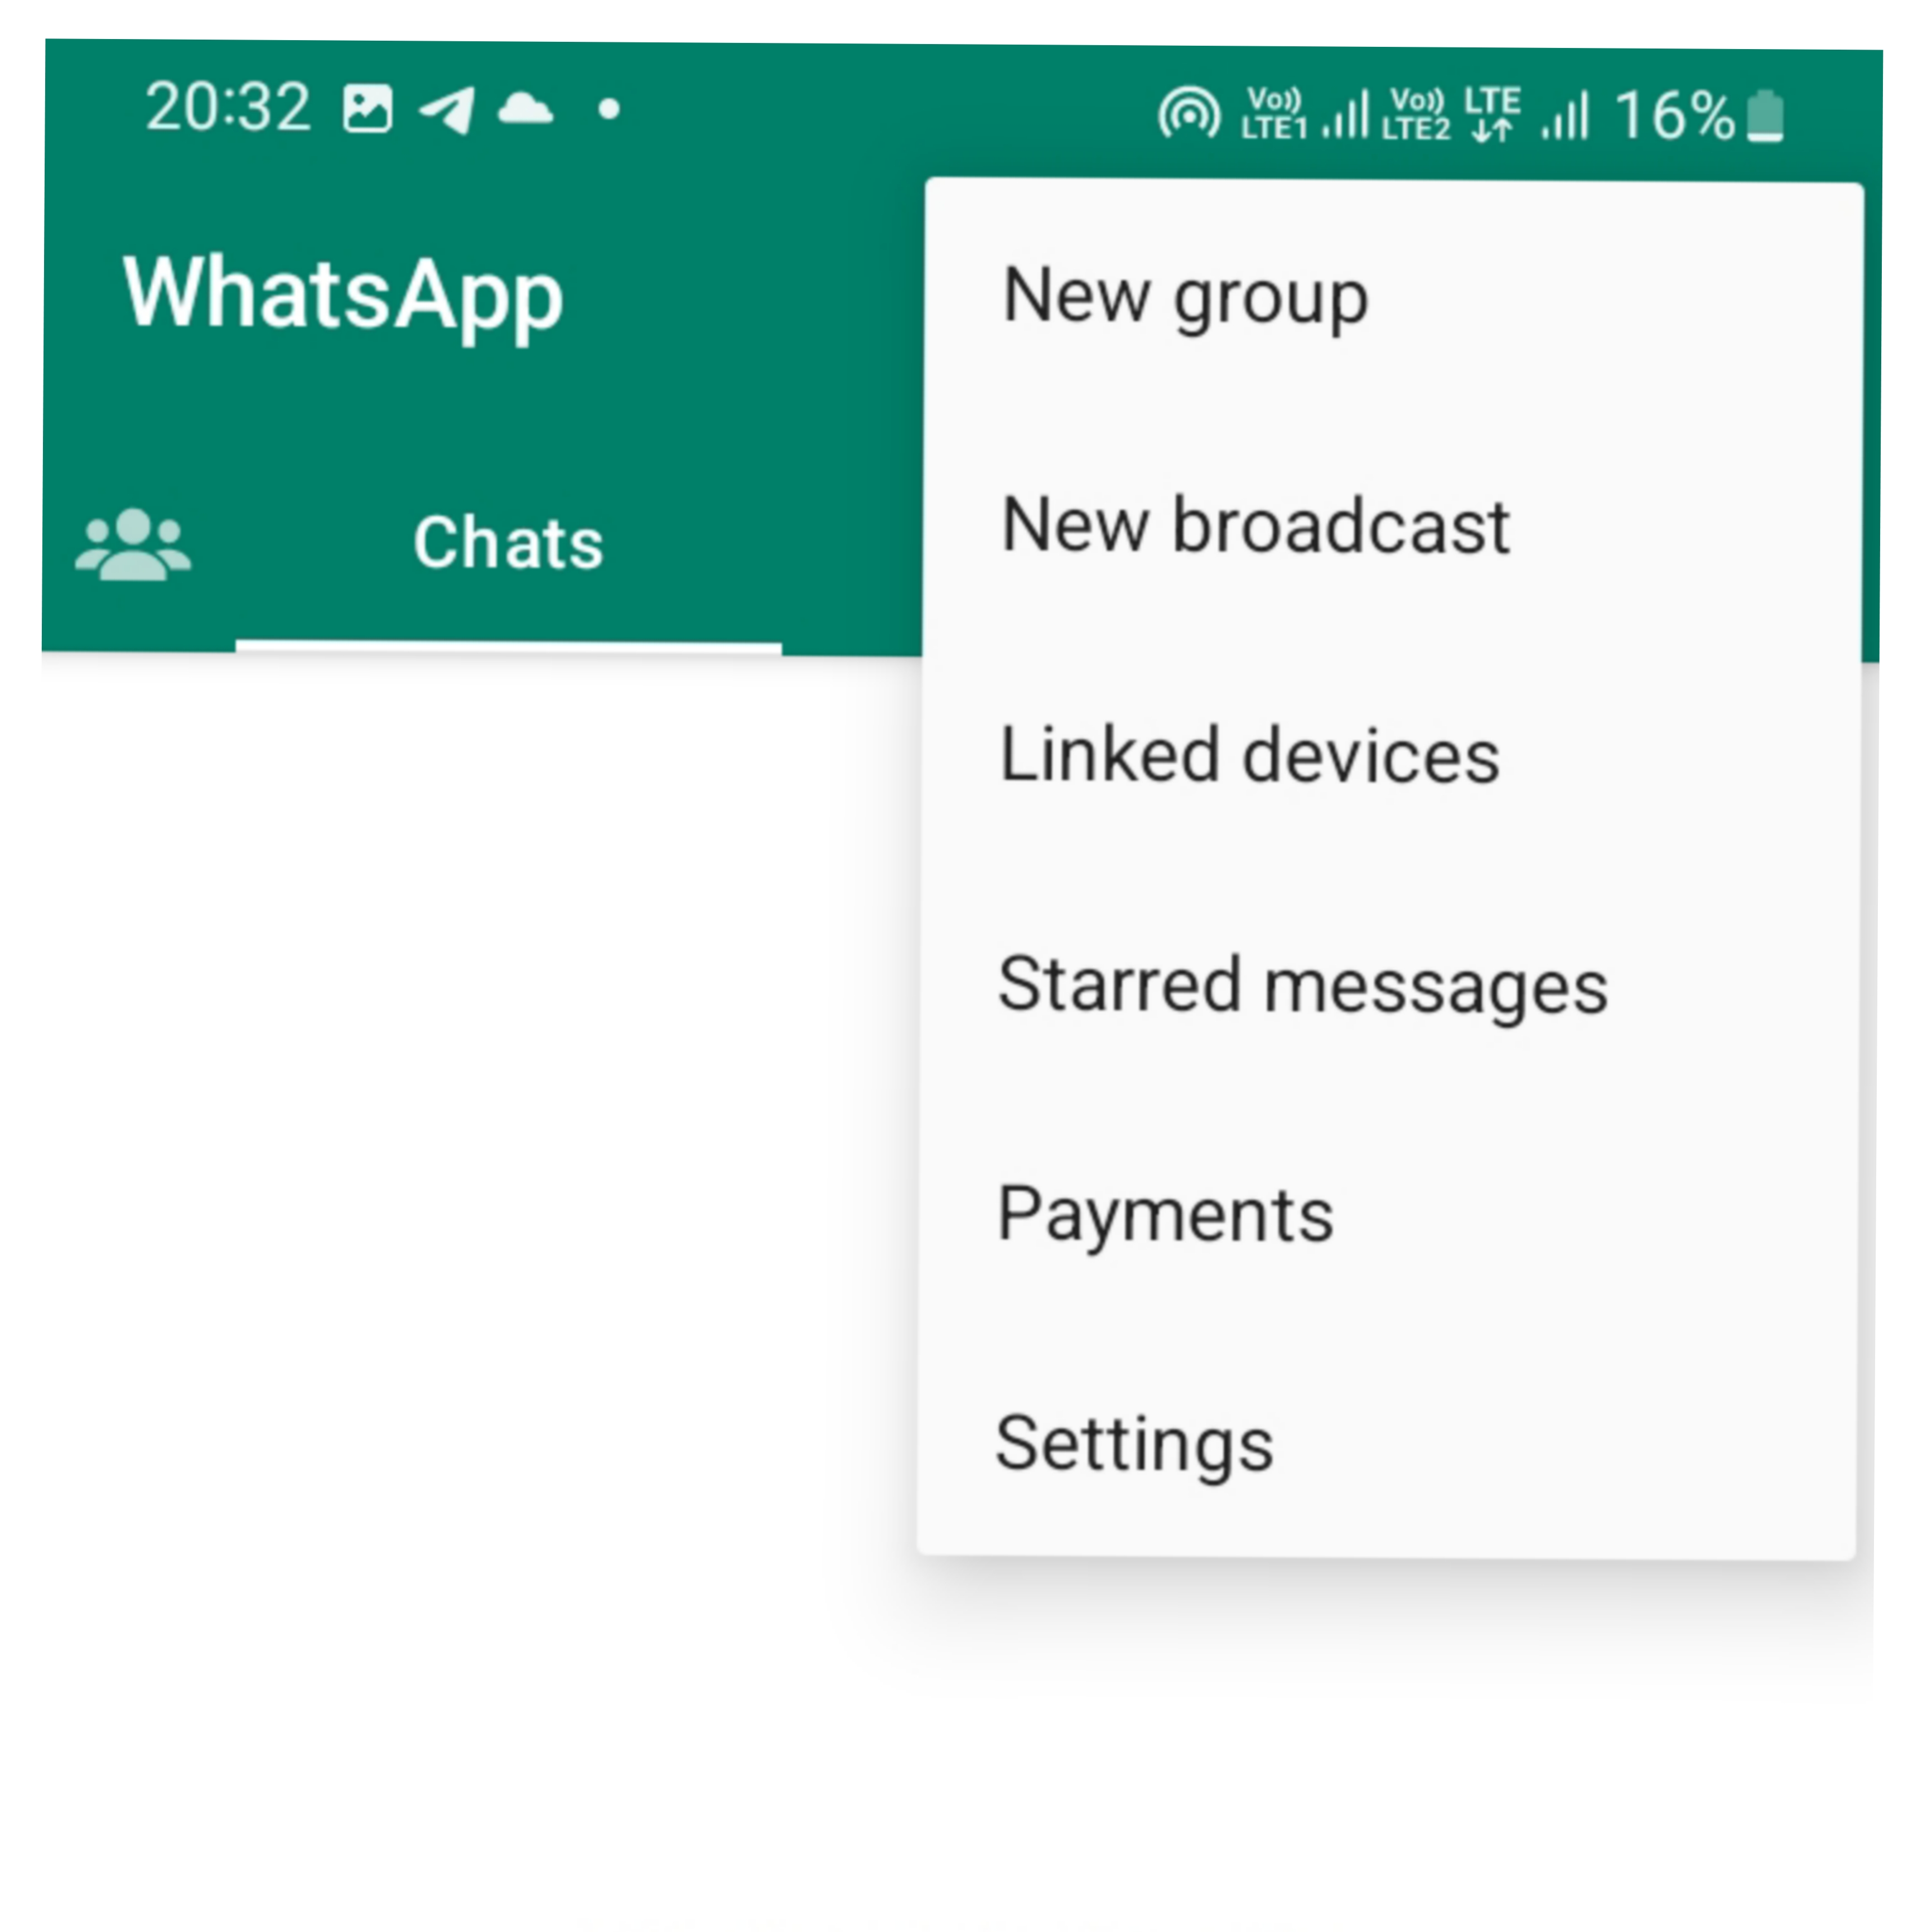 20:32 Vo)) LTE1 Vo)) LTE2 LTE 16%
WhatsApp
Chats
New group
New broadcast
Linked devices
Starred messages
Payments
Settings